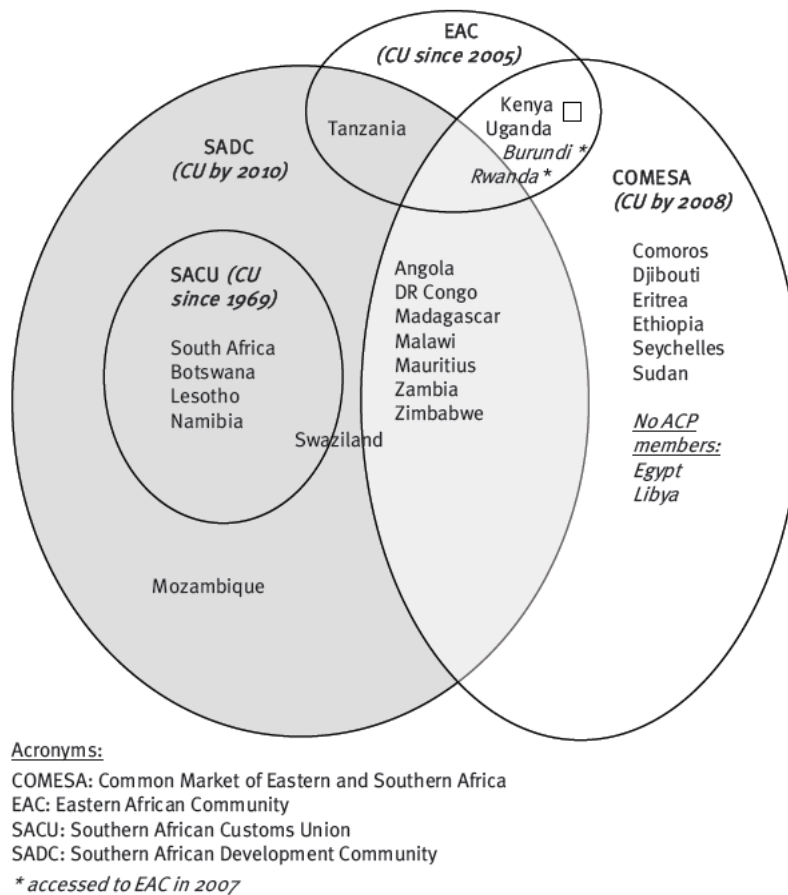 EAC
(CU since 2005)
Kenya
Uganda
Burundi *
Rwanda *
Tanzania
SADC
(CU by 2010)
COMESA
(CU by 2008)
SACU (CU
since 1969)
South Africa
Botswana
Lesotho
Namibia
Swaziland
Angola
DR Congo
Madagascar
Malawi
Mauritius
Zambia
Zimbabwe
Comoros
Djibouti
Eritrea
Ethiopia
Seychelles
Sudan
No ACP
members:
Egypt
Libya
Mozambique
Acronyms:
COMESA: Common Market of Eastern and Southern Africa
EAC: Eastern African Community
SACU: Southern African Customs Union
SADC: Southern African Development Community
* accessed to EAC in 2007